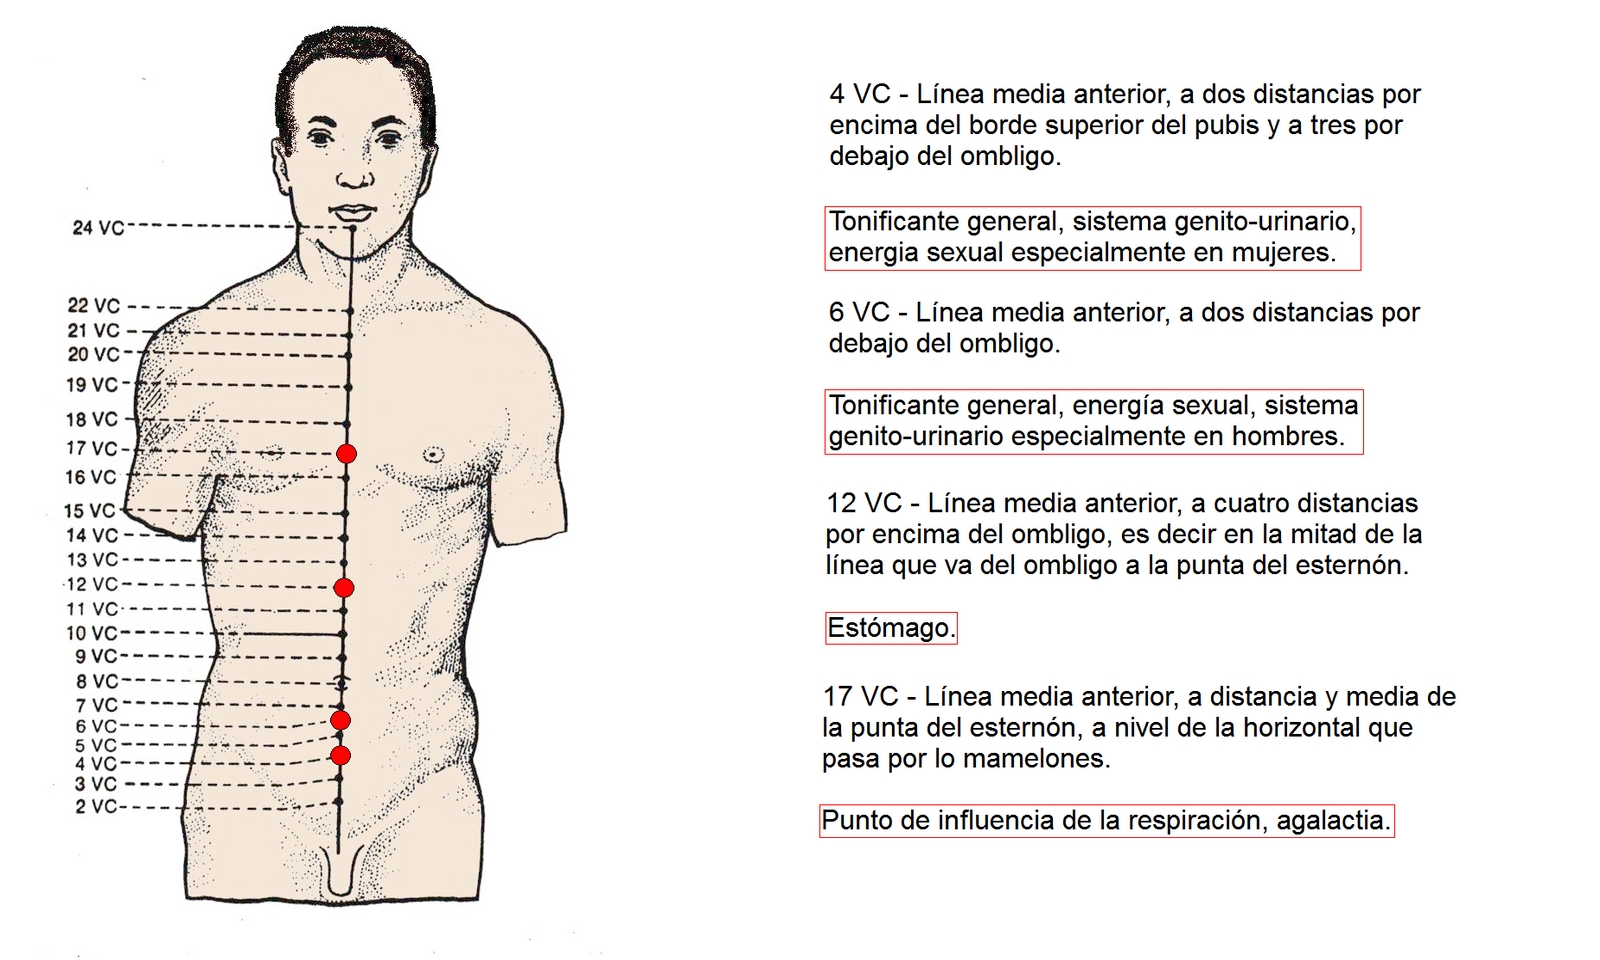 24 VC
22 VC
21 VC
20 VC
19 VC
18 VC
17 VC
16 VC
15 VC
14 VC
13 VC
12 VC
11 VC
10 VC
9 VC
8 VC
7 VC
6 VC
5 VC
4 VC
3 VC
2 VC
4 VC - Línea media anterior, a dos distancias por
encima del borde superior del pubis y a tres por
debajo del ombligo.
Tonificante general, sistema genito-urinario,
energia sexual especialmente en mujeres.
6 VC - Línea media anterior, a dos distancias por
debajo del ombligo.
Tonificante general, energía sexual, sistema
genito-urinario especialmente en hombres.
12 VC - Línea media anterior, a cuatro distancias
por encima del ombligo, es decir en la mitad de la
línea que va del ombligo a la punta del esternón.
Estómago.
17 VC - Línea media anterior, a distancia y media de
la punta del esternón, a nivel de la horizontal que
pasa por lo mamelones.
Punto de influencia de la respiración, agalactia.